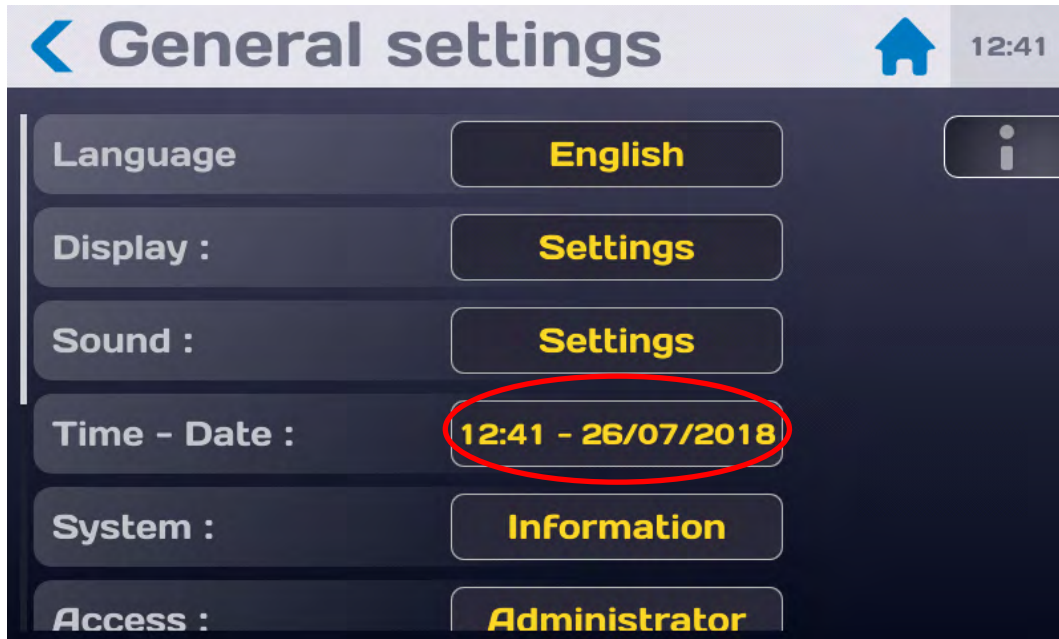 General settings
12:41
Language English
Display : Settings
Sound : Settings
Time - Date : 12:41 - 26/07/2018
System : Information
Access : Administrator